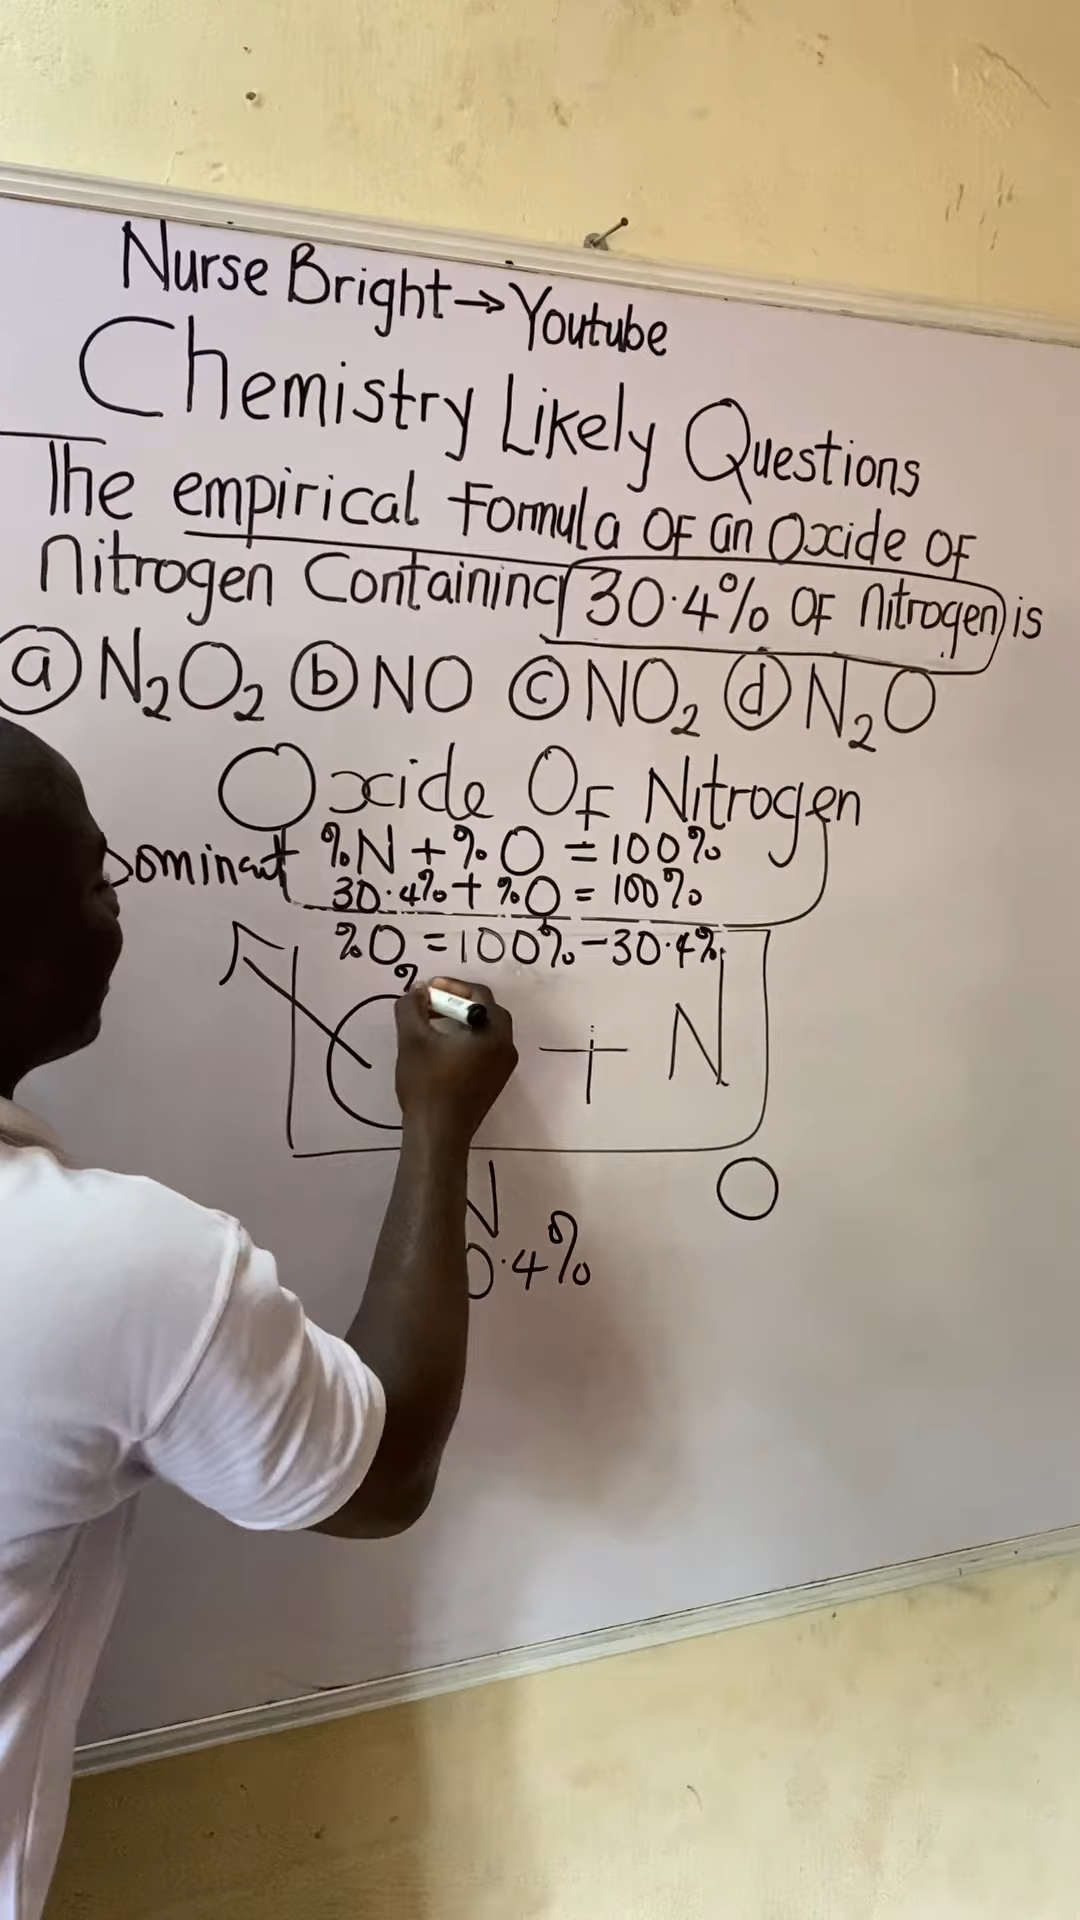 Nurse Bright → Youtube
Chemistry Likely Questions
The empirical Formula OF an Oxide OF
Nitrogen Containing 30.4% OF Nitrogen is
(a) N₂O₂ (b) NO (c) NO₂ (d) N₂O
Oxide OF Nitrogen
Dominant %N + %O = 100%
30.4% + %O = 100%
%O = 100% - 30.4%
%
+ N
N O
0.4%